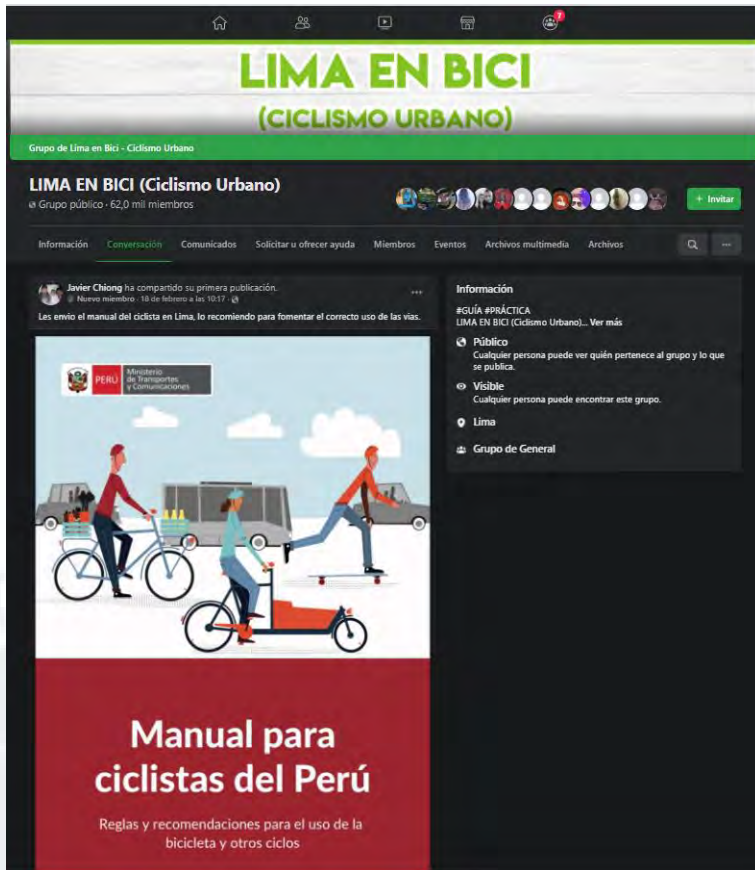 7
LIMA EN BICI
(CICLISMO URBANO)
Grupo de Lima en Bici - Ciclismo Urbano
LIMA EN BICI (Ciclismo Urbano)
Grupo público · 62,0 mil miembros
+ Invitar
Información
Conversación
Comunicados
Solicitar u ofrecer ayuda
Miembros
Eventos
Archivos multimedia
Archivos
Javier Chiong ha compartido su primera publicación.
Nuevo miembro · 18 de febrero a las 10:17 ·
Les envio el manual del ciclista en Lima, lo recomiendo para fomentar el correcto uso de las vias.
PERÚ
Ministerio
de Transportes
y Comunicaciones
Manual para
ciclistas del Perú
Reglas y recomendaciones para el uso de la
bicicleta y otros ciclos
Información
#GUÍA #PRÁCTICA
LIMA EN BICI (Ciclismo Urbano)... Ver más
Público
Cualquier persona puede ver quién pertenece al grupo y lo que
se publica.
Visible
Cualquier persona puede encontrar este grupo.
Lima
Grupo de General